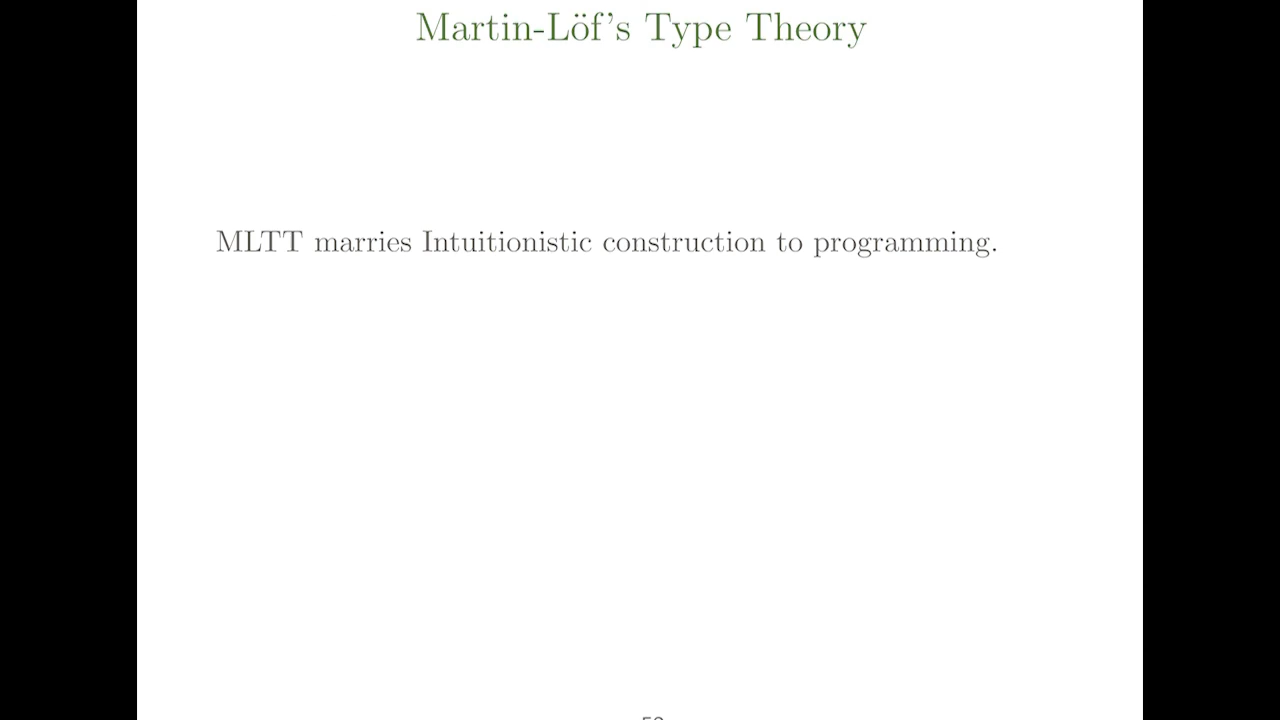 Martin-Löf's Type Theory
MLTT marries Intuitionistic construction to programming.